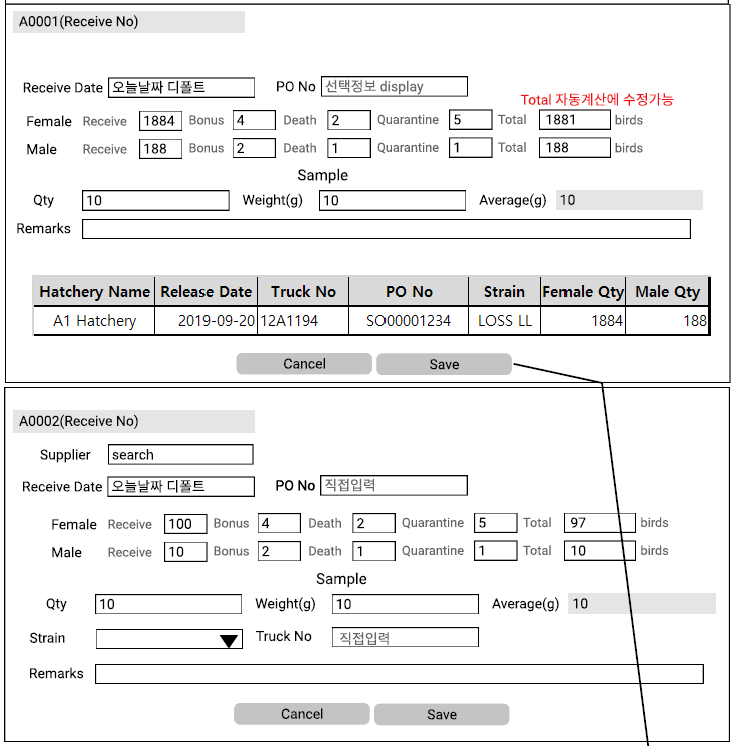 A0001(Receive No)
Receive Date 오늘날짜 디폴트 PO No 선택정보 display
Total 자동계산에 수정가능
Female Receive 1884 Bonus 4 Death 2 Quarantine 5 Total 1881 birds
Male Receive 188 Bonus 2 Death 1 Quarantine 1 Total 188 birds
Sample
Qty 10 Weight(g) 10 Average(g) 10
Remarks
Hatchery Name Release Date Truck No PO No Strain Female Qty Male Qty
A1 Hatchery 2019-09-20 12A1194 SO00001234 LOSS LL 1884 188
Cancel Save
A0002(Receive No)
Supplier search
Receive Date 오늘날짜 디폴트 PO No 직접입력
Female Receive 100 Bonus 4 Death 2 Quarantine 5 Total 97 birds
Male Receive 10 Bonus 2 Death 1 Quarantine 1 Total 10 birds
Sample
Qty 10 Weight(g) 10 Average(g) 10
Strain Truck No 직접입력
Remarks
Cancel Save